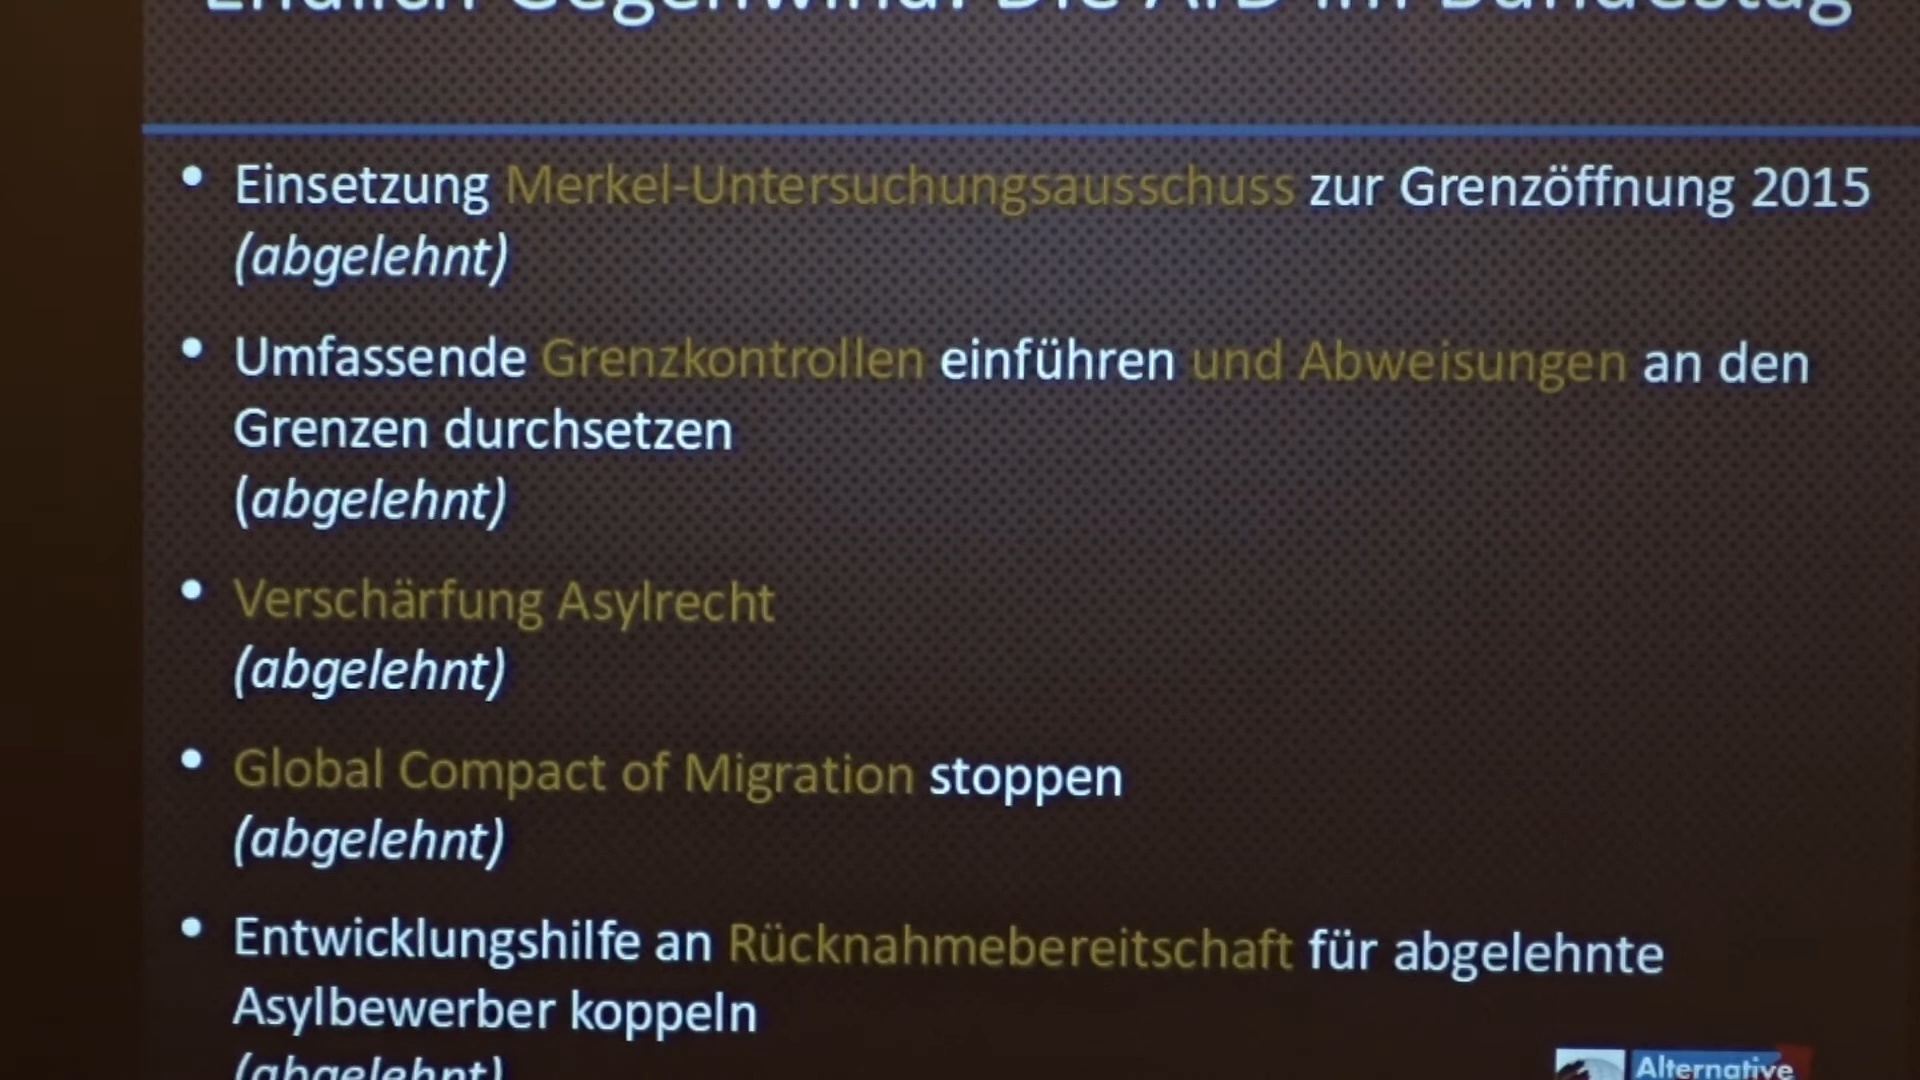 Endlich Gegenwind: Die AfD im Bundestag
• Einsetzung Merkel-Untersuchungsausschuss zur Grenzöffnung 2015
(abgelehnt)
• Umfassende Grenzkontrollen einführen und Abweisungen an den
Grenzen durchsetzen
(abgelehnt)
• Verschärfung Asylrecht
(abgelehnt)
• Global Compact of Migration stoppen
(abgelehnt)
• Entwicklungshilfe an Rücknahmebereitschaft für abgelehnte
Asylbewerber koppeln
(abgelehnt)
Alternative